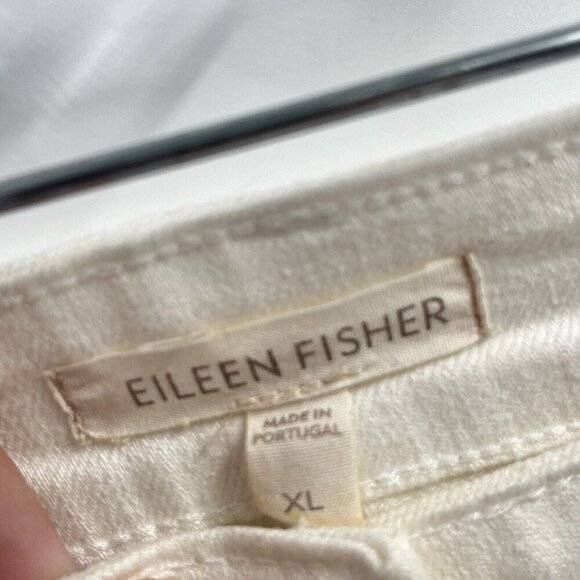 EILEEN FISHER
MADE IN
PORTUGAL
XL